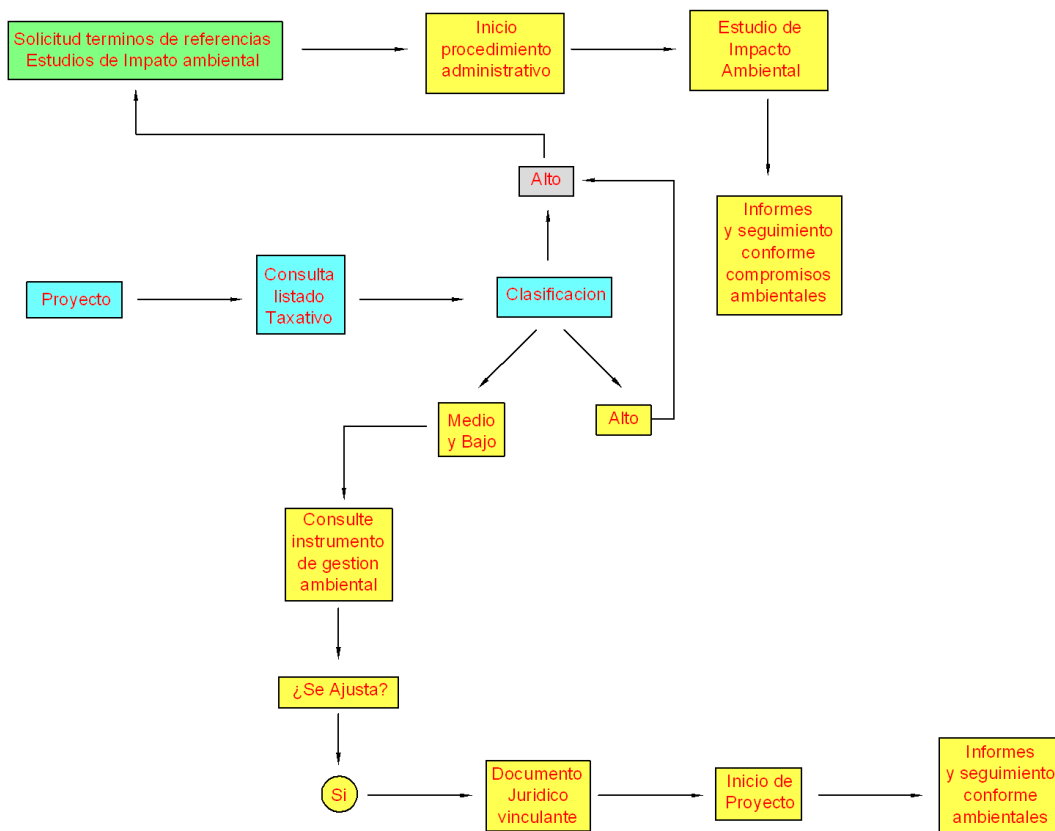 Solicitud terminos de referencias
Estudios de Impato ambiental
Inicio
procedimiento
administrativo
Estudio de
Impacto
Ambiental
Alto
Informes
y seguimiento
conforme
compromisos
ambientales
Proyecto
Consulta
listado
Taxativo
Clasificacion
Medio
y Bajo
Alto
Consulte
instrumento
de gestion
ambiental
¿Se Ajusta?
Si
Documento
Juridico
vinculante
Inicio de
Proyecto
Informes
y seguimiento
conforme
ambientales